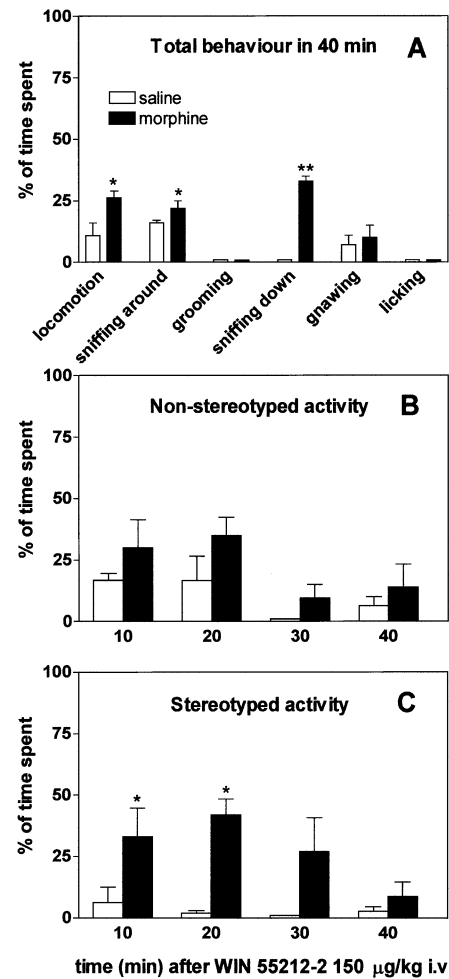 100
Total behaviour in 40 min A
75
saline
morphine
50
% of time spent
25
* * **
0
locomotion sniffing around grooming sniffing down gnawing licking
100
Non-stereotyped activity B
75
50
% of time spent
25
0
10 20 30 40
100
Stereotyped activity C
75
50
% of time spent
* *
25
0
10 20 30 40
time (min) after WIN 55212-2 150 μg/kg i.v